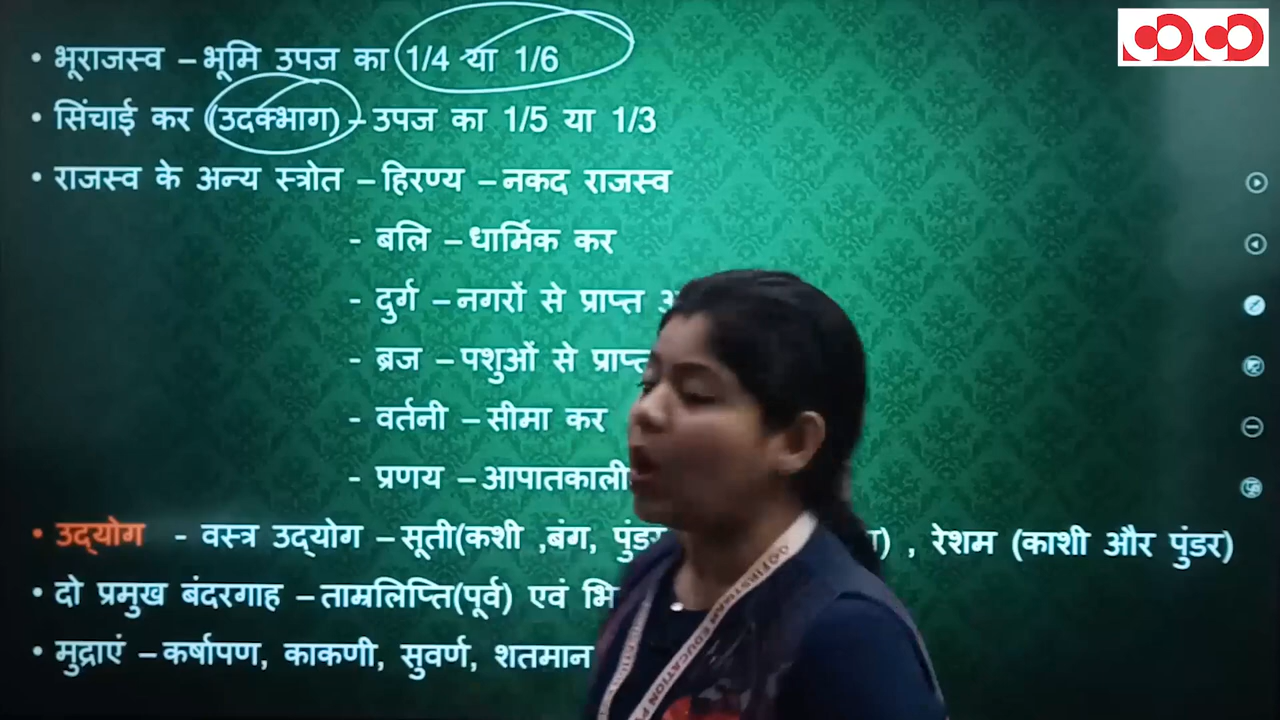 • भूराजस्व – भूमि उपज का 1/4 या 1/6
• सिंचाई कर (उदकभाग) – उपज का 1/5 या 1/3
• राजस्व के अन्य स्त्रोत – हिरण्य – नकद राजस्व
- बलि – धार्मिक कर
- दुर्ग – नगरों से प्राप्त
- ब्रज – पशुओं से प्राप्त
- वर्तनी – सीमा कर
- प्रणय –
• उद्योग - वस्त्र उद्योग – सूती(कशी ,बंग, , रेशम (काशी और पुंडर)
• दो प्रमुख बंदरगाह – ताम्रलिप्ति(पूर्व) एवं
• मुद्राएं – कर्षापण, काकणी, सुवर्ण, शतमान
EDUCATION